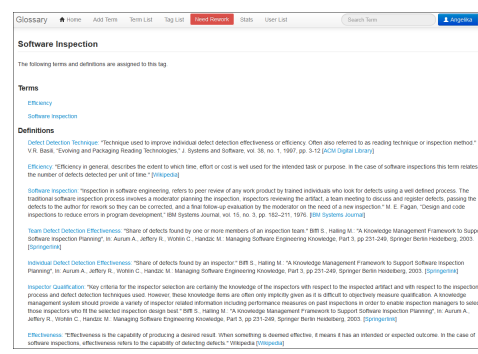 Glossary Home Add Term Term List Tag List Need Rework Stats User List Search Term Angelika
Software Inspection
The following terms and definitions are assigned to this tag.
Terms
Efficiency
Software Inspection
Definitions
Defect Detection Technique: "Technique used to improve individual defect detection effectiveness or efficiency. Often also referred to as reading technique or inspection method."
V.R. Basili, "Evolving and Packaging Reading Technologies," J. Systems and Software, vol. 38, no. 1, 1997, pp. 3-12 [ACM Digital Library]
Efficiency: "Efficiency in general, describes the extent to which time, effort or cost is well used for the intended task or purpose. In the case of software inspections this term relates
the number of defects detected per unit of time." [Wikipedia]
Software Inspection: "Inspection in software engineering, refers to peer review of any work product by trained individuals who look for defects using a well defined process. The
traditional software inspection process involves a moderator planning the inspection, inspectors reviewing the artifact, a team meeting to discuss and register defects, passing the
defects to the author for rework so they can be corrected, and a final follow-up evaluation by the moderator on the need of a new inspection." M. E. Fagan, "Design and code
inspections to reduce errors in program development," IBM Systems Journal, vol. 15, no. 3, pp. 182–211, 1976. [IBM Systems Journal]
Team Defect Detection Effectiveness: "Share of defects found by one or more members of an inspection team." Biffl S., Halling M.: "A Knowledge Management Framework to Support
Software Inspection Planning", In: Aurum A., Jeffery R., Wohlin C., Handzic M.: Managing Software Engineering Knowledge, Part 3, pp 231-249, Springer Berlin Heidelberg, 2003.
[Springerlink]
Individual Defect Detection Effectiveness: "Share of defects found by an inspector." Biffl S., Halling M.: "A Knowledge Management Framework to Support Software Inspection
Planning", In: Aurum A., Jeffery R., Wohlin C., Handzic M.: Managing Software Engineering Knowledge, Part 3, pp 231-249, Springer Berlin Heidelberg, 2003. [Springerlink]
Inspector Qualification: "Key criteria for the inspector selection are certainly the knowledge of the inspectors with respect to the inspected artifact and with respect to the inspection
process and defect detection techniques used. However, these knowledge items are often only implicitly given as it is difficult to objectively measure qualification. A knowledge
management system should provide a variety of inspector related information including performance measures on past inspections in order to enable inspection managers to selec
those inspectors who fit the selected inspection design best." Biffl S., Halling M.: "A Knowledge Management Framework to Support Software Inspection Planning", In: Aurum A.,
Jeffery R., Wohlin C., Handzic M.: Managing Software Engineering Knowledge, Part 3, pp 231-249, Springer Berlin Heidelberg, 2003. [Springerlink]
Effectiveness: "Effectiveness is the capability of producing a desired result. When something is deemed effective, it means it has an intended or expected outcome. In the case of
software inspections, effectiveness refers to the capability of detecting defects." Wikipedia [Wikipedia]